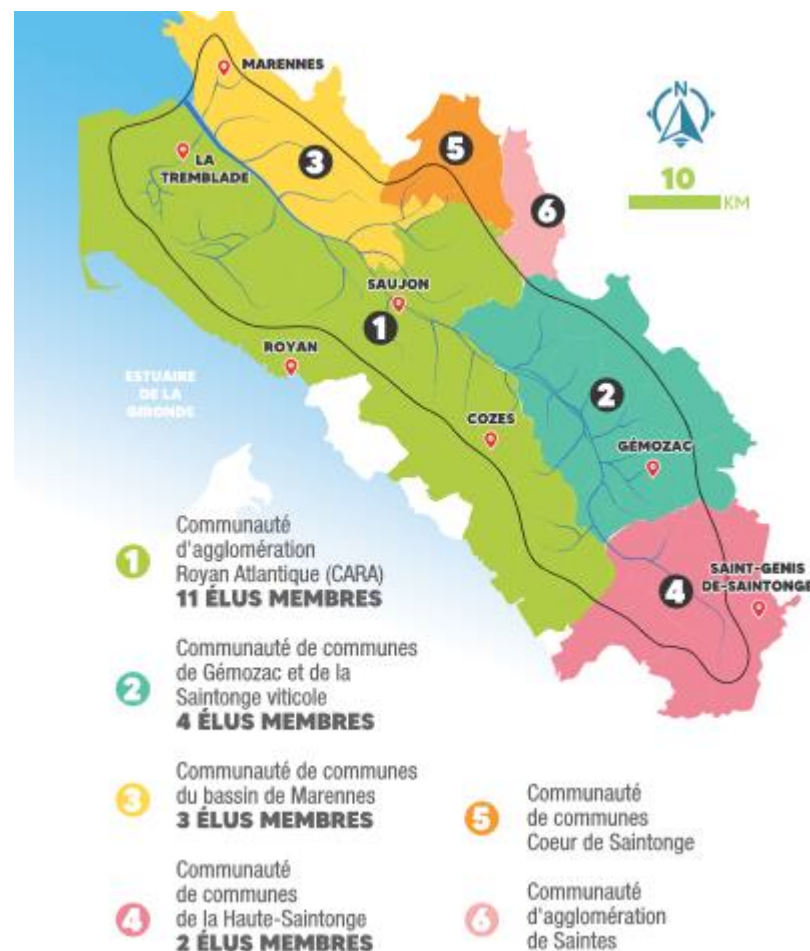 MARENNES
N
5
3
LA
TREMBLADE
10
KM
6
SAUJON
1
ROYAN
ESTUAIRE
DE LA
GIRONDE
2
COZES
GÉMOZAC
SAINT-GENIS
DE-SAINTONGE
4
1
Communauté
d'agglomération
Royan Atlantique (CARA)
11 ÉLUS MEMBRES
2
Communauté de communes
de Gémozac et de la
Saintonge viticole
4 ÉLUS MEMBRES
3
Communauté de communes
du bassin de Marennes
3 ÉLUS MEMBRES
4
Communauté
de communes
de la Haute-Saintonge
2 ÉLUS MEMBRES
5
Communauté
de communes
Coeur de Saintonge
6
Communauté
d'agglomération
de Saintes